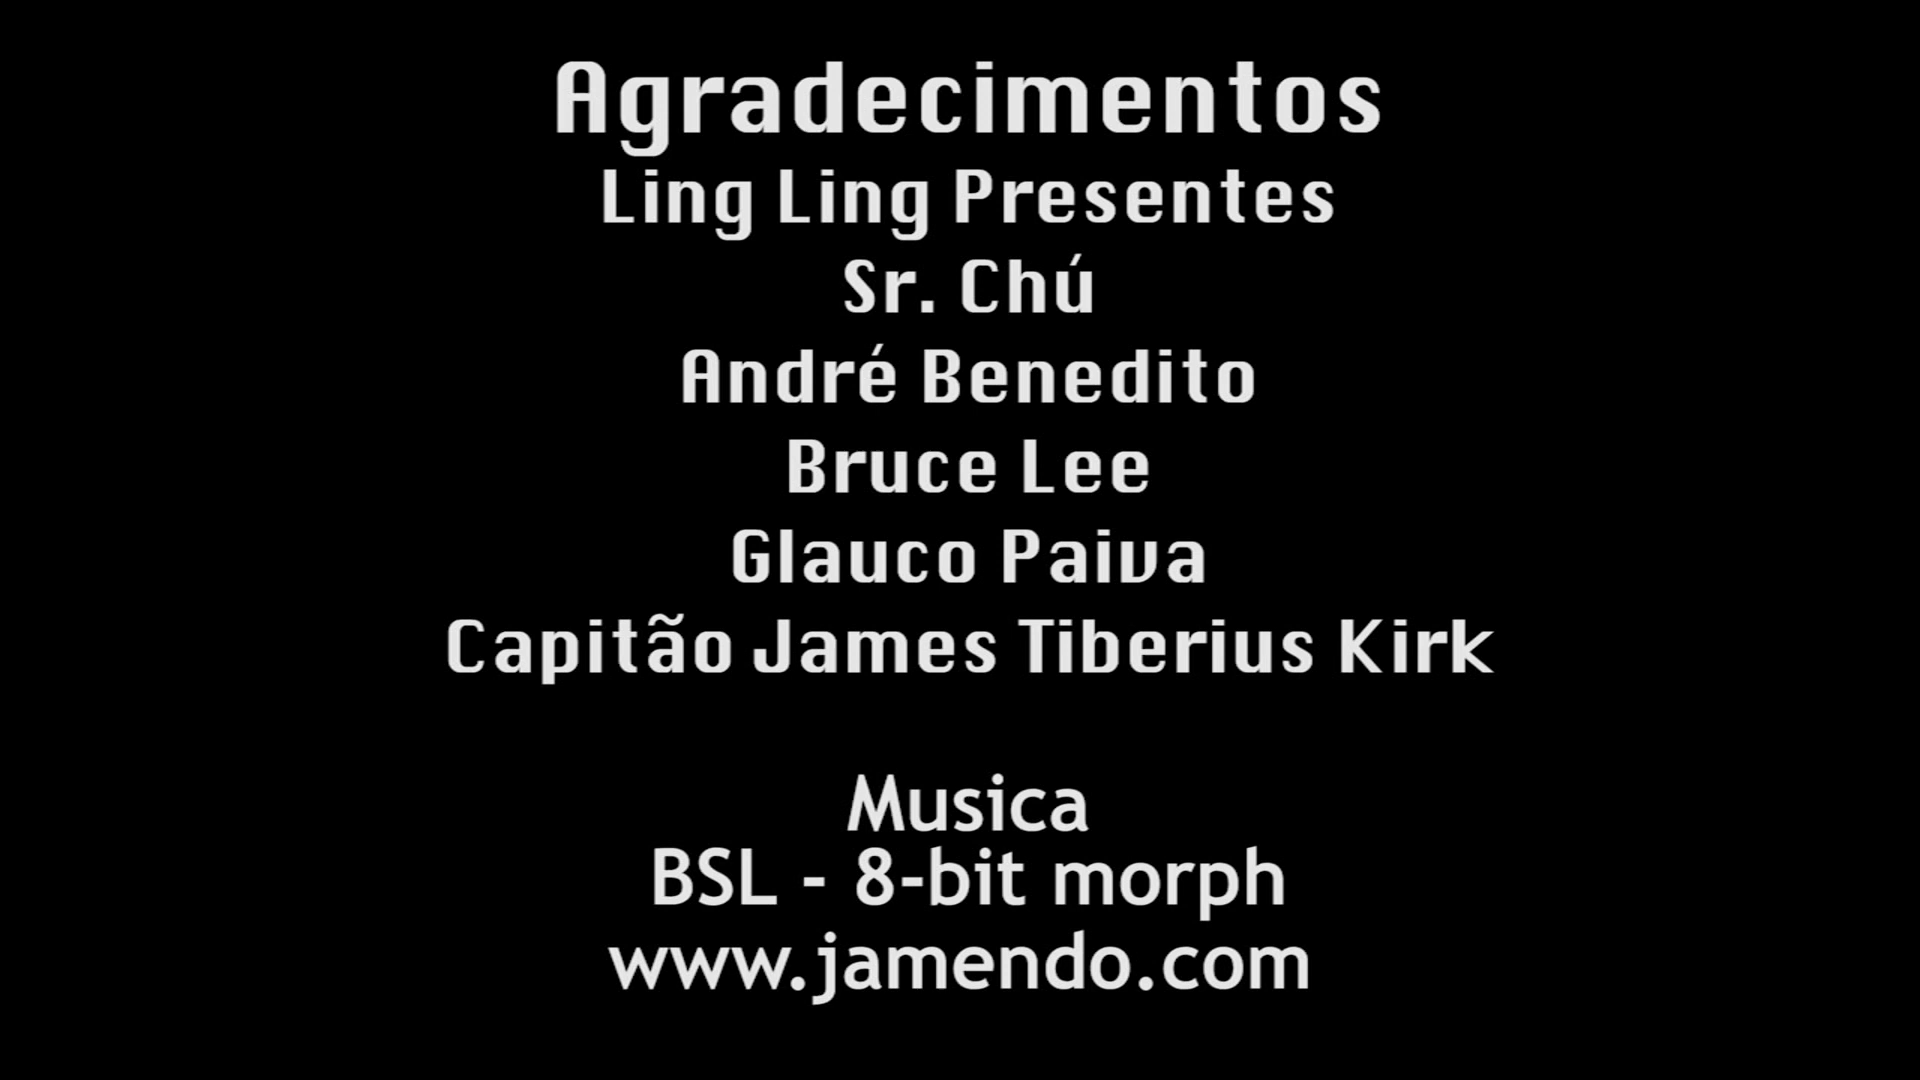 Agradecimentos
Ling Ling Presentes
Sr. Chú
André Benedito
Bruce Lee
Glauco Paiva
Capitão James Tiberius Kirk
Musica
BSL - 8-bit morph
www.jamendo.com